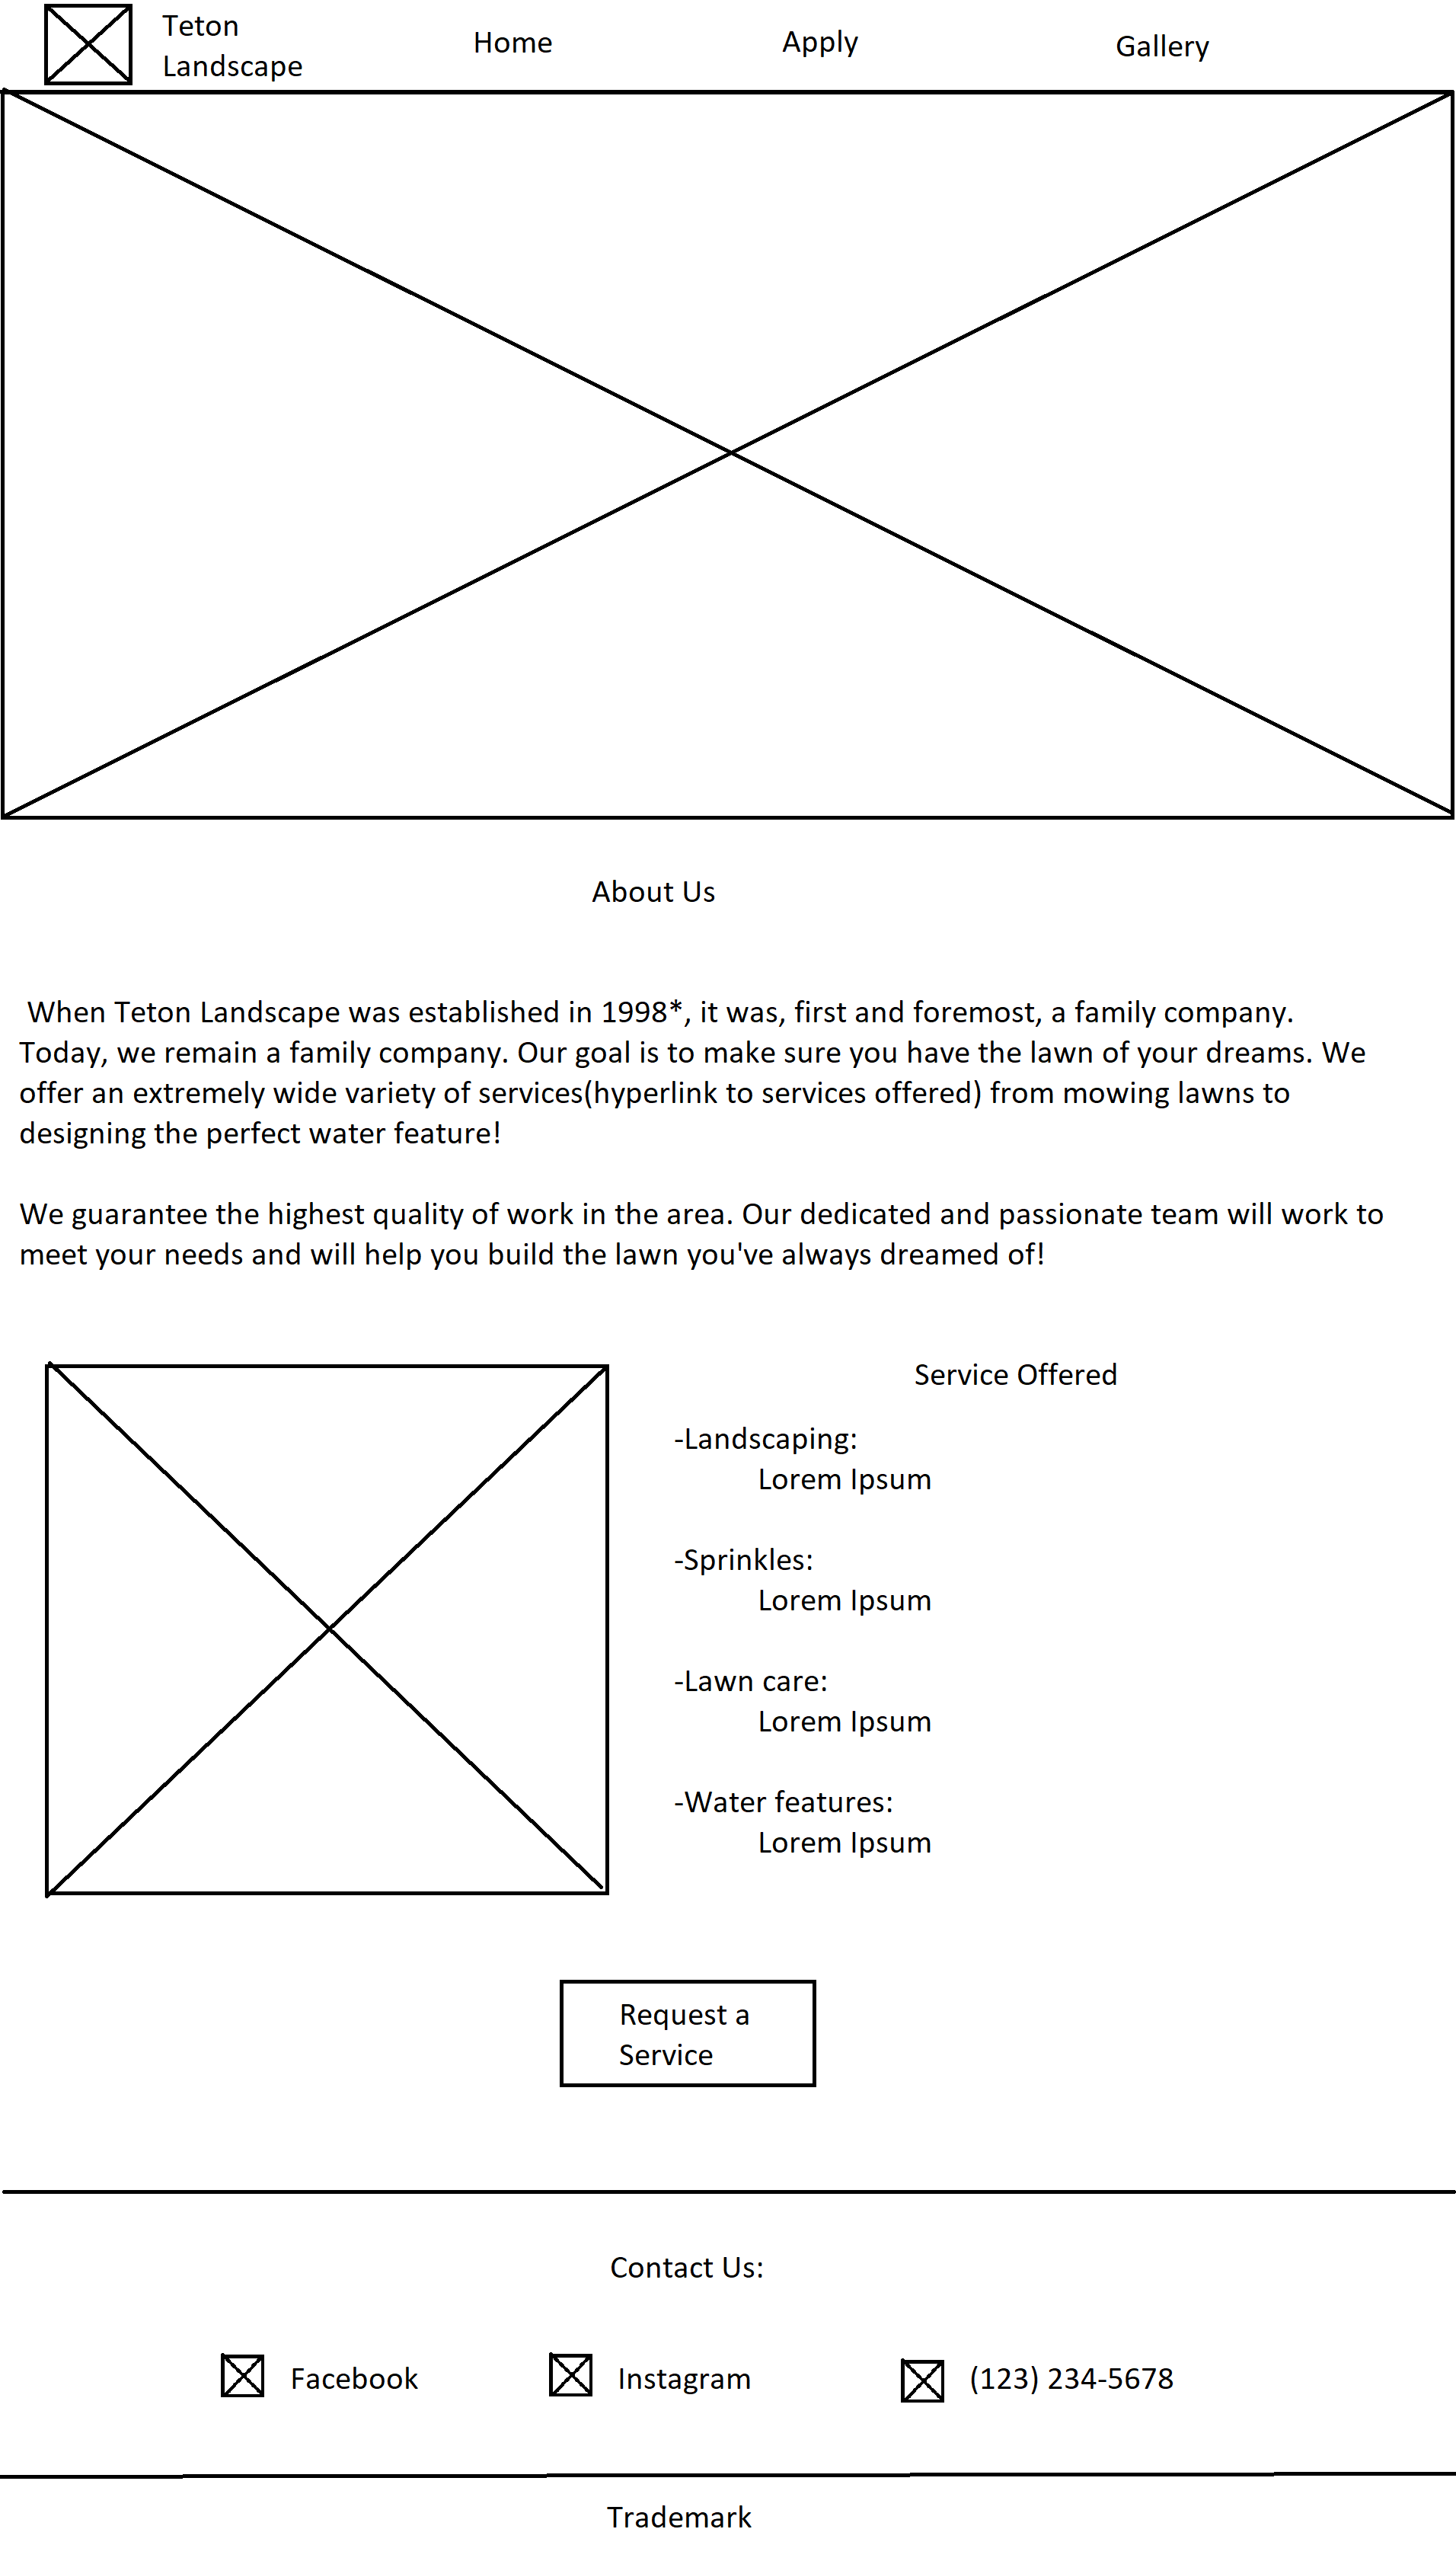 Teton
Landscape
Home
Apply
Gallery
About Us
When Teton Landscape was established in 1998*, it was, first and foremost, a family company.
Today, we remain a family company. Our goal is to make sure you have the lawn of your dreams. We
offer an extremely wide variety of services(hyperlink to services offered) from mowing lawns to
designing the perfect water feature!
We guarantee the highest quality of work in the area. Our dedicated and passionate team will work to
meet your needs and will help you build the lawn you've always dreamed of!
Service Offered
-Landscaping:
Lorem Ipsum
-Sprinkles:
Lorem Ipsum
-Lawn care:
Lorem Ipsum
-Water features:
Lorem Ipsum
Request a
Service
Contact Us:
Facebook
Instagram
(123) 234-5678
Trademark